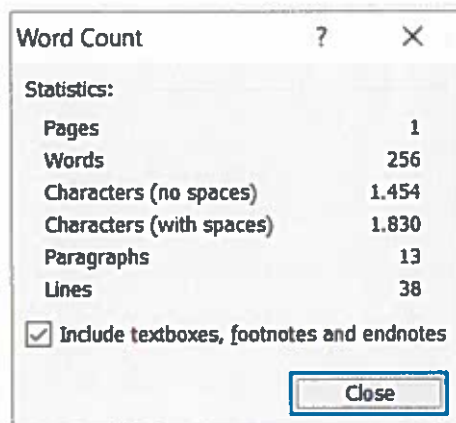 Word Count ? ×
Statistics:
Pages 1
Words 256
Characters (no spaces) 1.454
Characters (with spaces) 1.830
Paragraphs 13
Lines 38
Include textboxes, footnotes and endnotes
Close